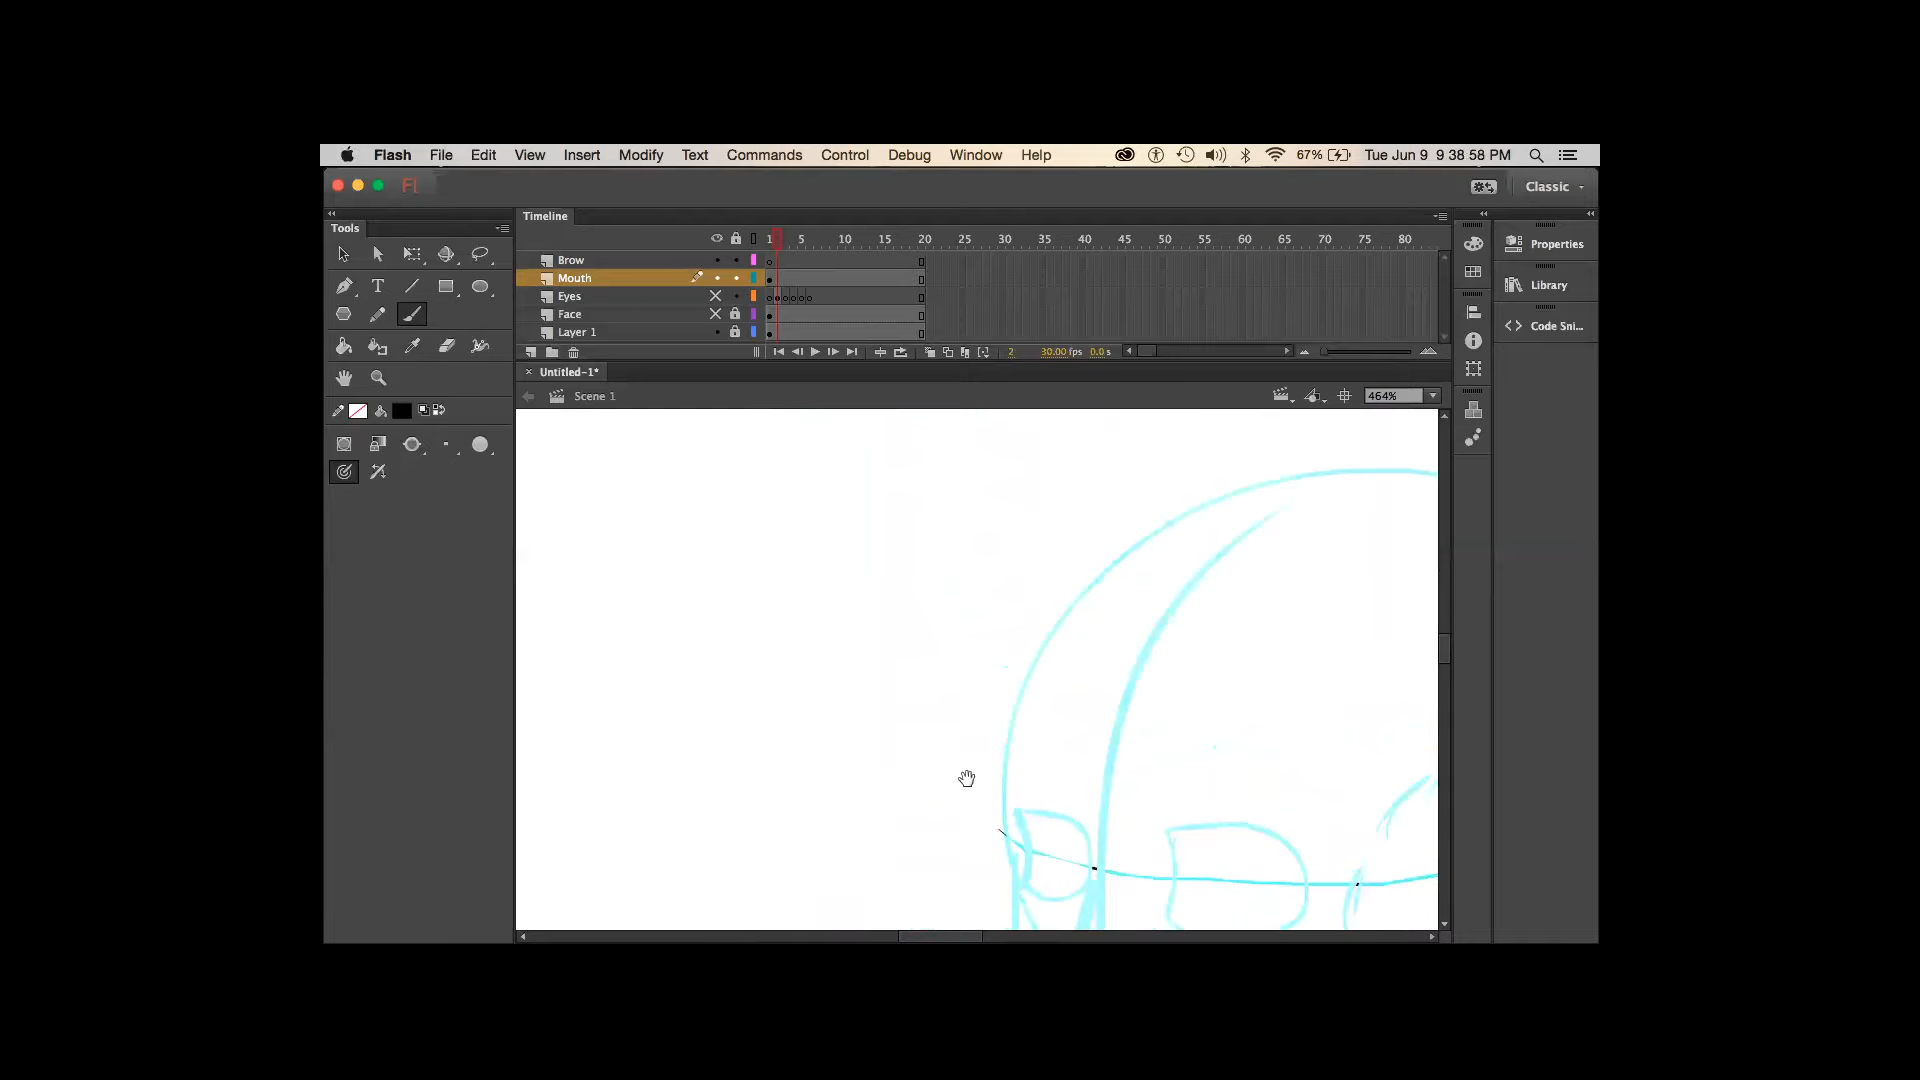 Flash File Edit View Insert Modify Text Commands Control Debug Window Help 67% Tue Jun 9 9 38 58 PM
Fl Classic
Timeline
Tools
1 5 10 15 20 25 30 35 40 45 50 55 60 65 70 75 80
Properties
Brow
Mouth
Eyes
Library
Face
Code Sni...
Layer 1
2 30.00 fps 0.0 s
Untitled-1*
Scene 1 464%